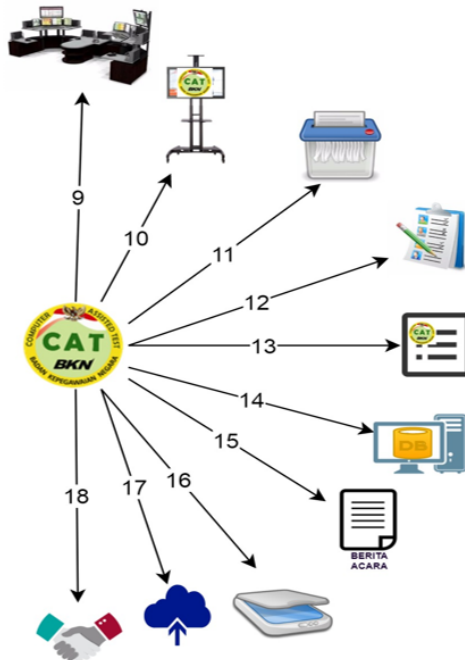 CAT
9
10
11
12
COMPUTER ASSISTED TEST
CAT
BKN
BADAN KEPEGAWAIAN NEGARA
13
CAT
14
DB
15
16
17
18
BERITA
ACARA